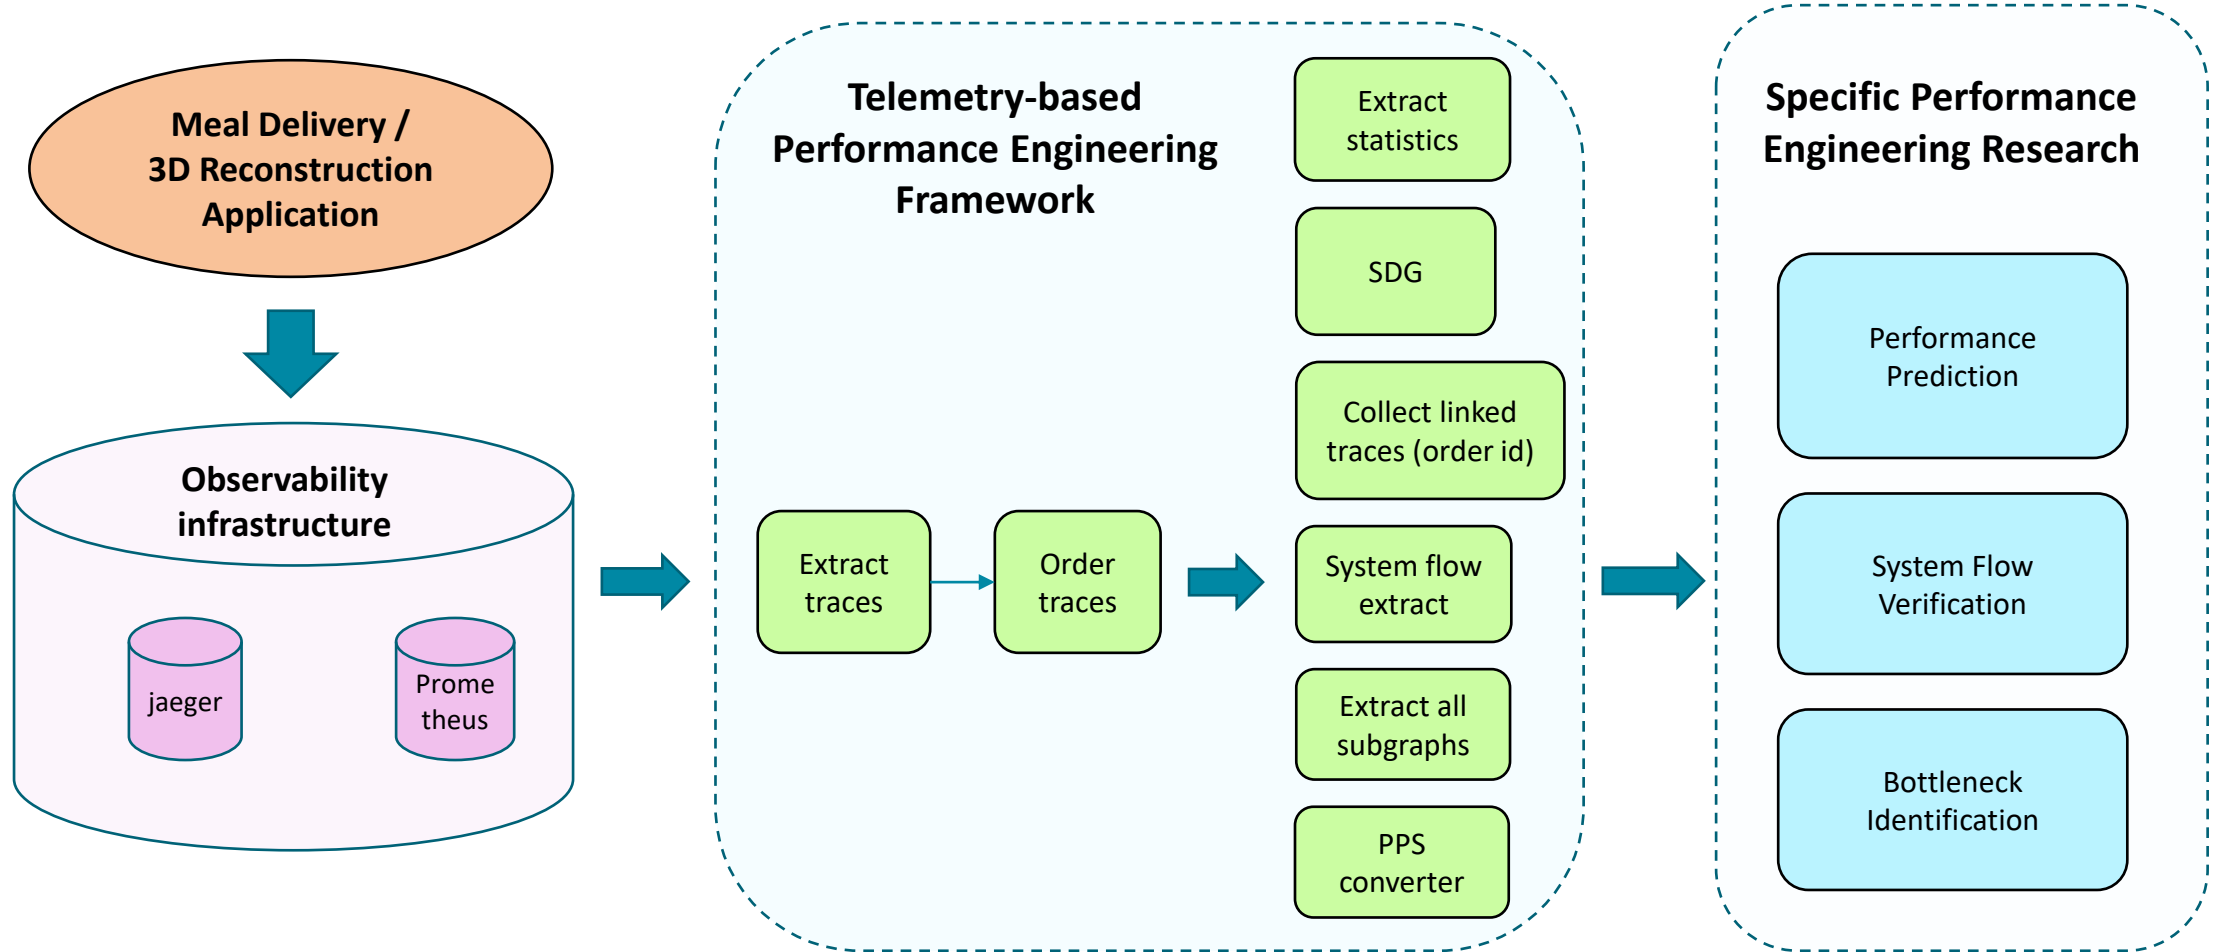 Meal Delivery /
3D Reconstruction
Application
Observability
infrastructure
jaeger
Prome
theus
Telemetry-based
Performance Engineering
Framework
Extract
traces
Order
traces
Extract
statistics
SDG
Collect linked
traces (order id)
System flow
extract
Extract all
subgraphs
PPS
converter
Specific Performance
Engineering Research
Performance
Prediction
System Flow
Verification
Bottleneck
Identification